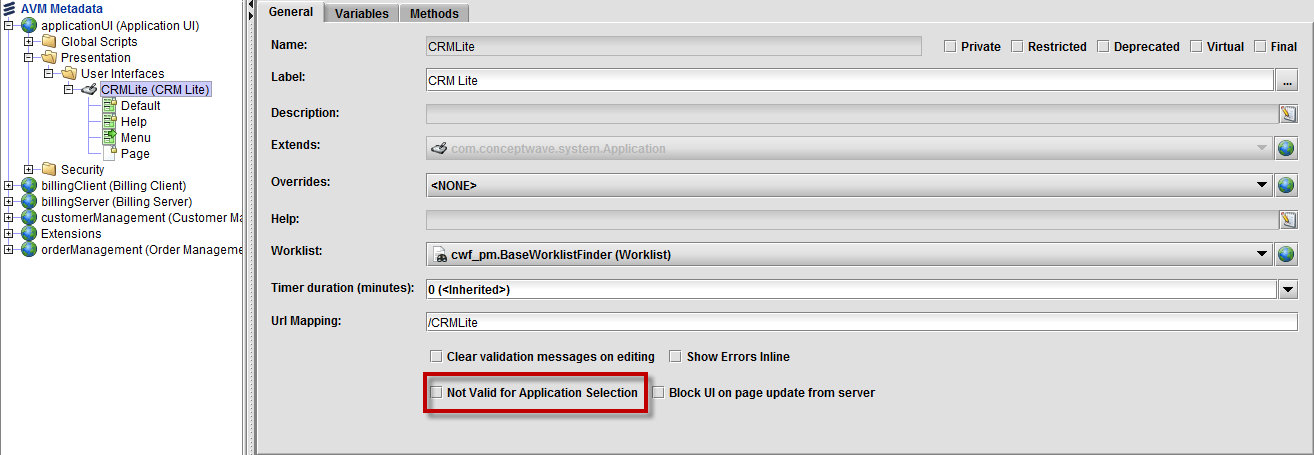 AVM Metadata
applicationUI (Application UI)
Global Scripts
Presentation
User Interfaces
CRMLite (CRM Lite)
Default
Help
Menu
Page
Security
billingClient (Billing Client)
billingServer (Billing Server)
customerManagement (Customer Ma
Extensions
orderManagement (Order Manageme
General Variables Methods
Name: CRMLite Private Restricted Deprecated Virtual Final
Label: CRM Lite ...
Description:
Extends: com.conceptwave.system.Application
Overrides: <NONE>
Help:
Worklist: cwf_pm.BaseWorklistFinder (Worklist)
Timer duration (minutes): 0 (<Inherited>)
Url Mapping: /CRMLite
Clear validation messages on editing Show Errors Inline
Not Valid for Application Selection Block UI on page update from server